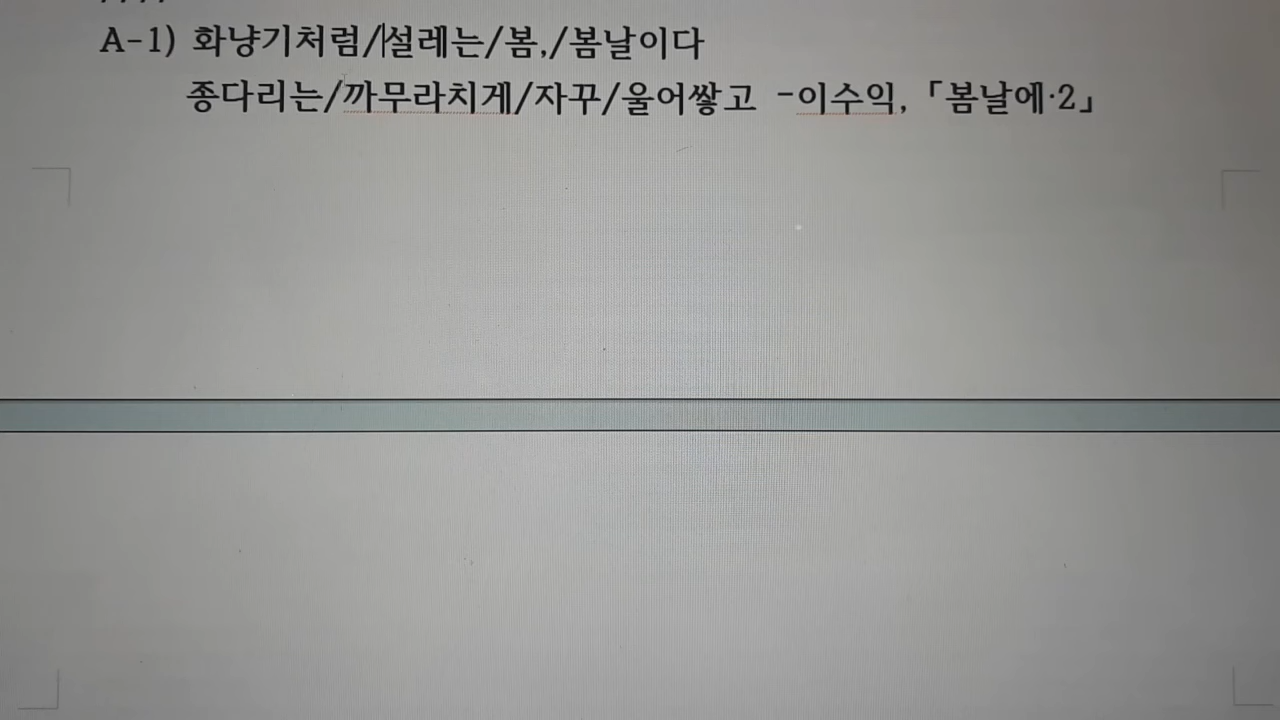 A-1) 화냥기처럼/설레는/봄,/봄날이다
종다리는/까무라치게/자꾸/울어쌓고 -이수익, 「봄날에·2」